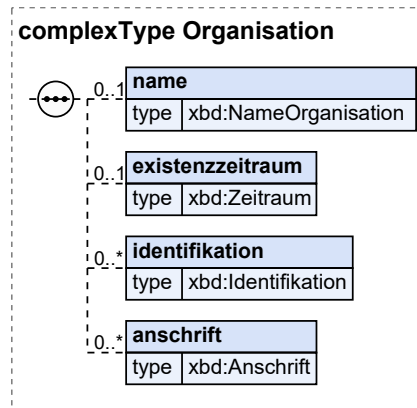 complexType Organisation
0..1 name
type xbd:NameOrganisation
0..1 existenzzeitraum
type xbd:Zeitraum
0..* identifikation
type xbd:Identifikation
0..* anschrift
type xbd:Anschrift